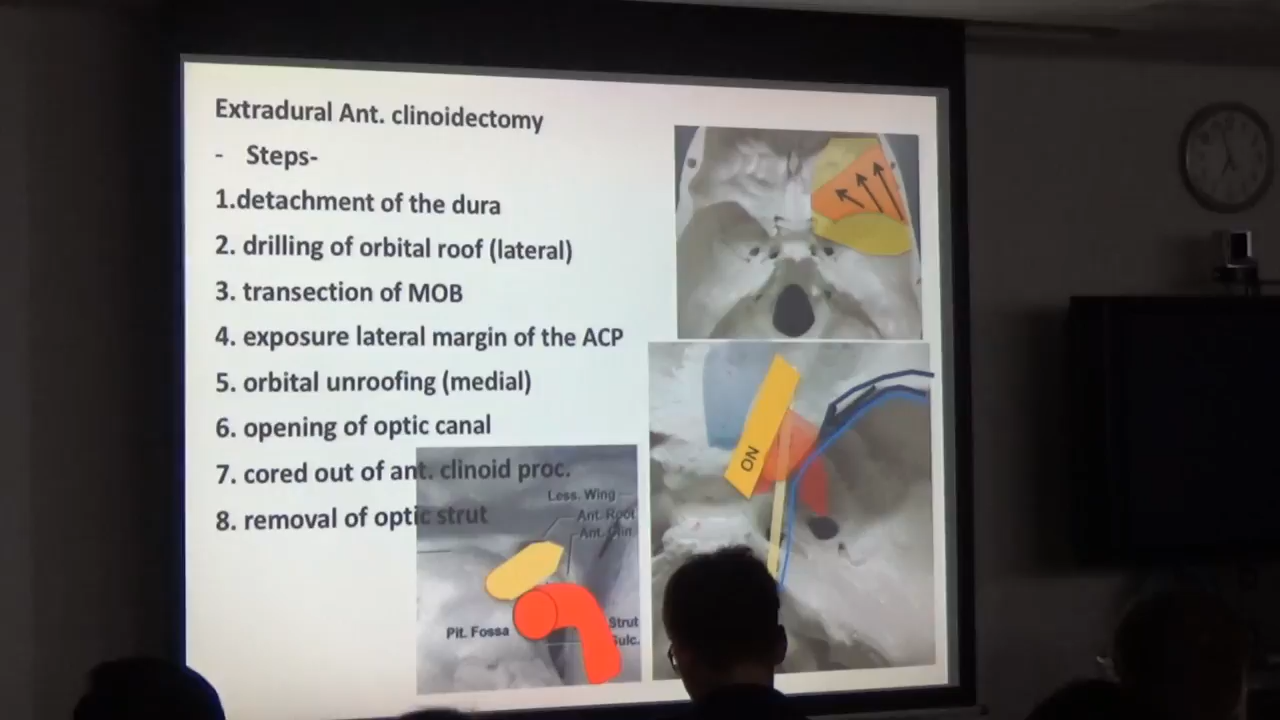 Extradural Ant. clinoidectomy
- Steps-
1.detachment of the dura
2. drilling of orbital roof (lateral)
3. transection of MOB
4. exposure lateral margin of the ACP
5. orbital unroofing (medial)
6. opening of optic canal
7. cored out of ant. clinoid proc.
8. removal of optic strut
Less. Wing
Ant. Root
Ant. Clin.
Pit. Fossa
Strut
Sulc.
ON